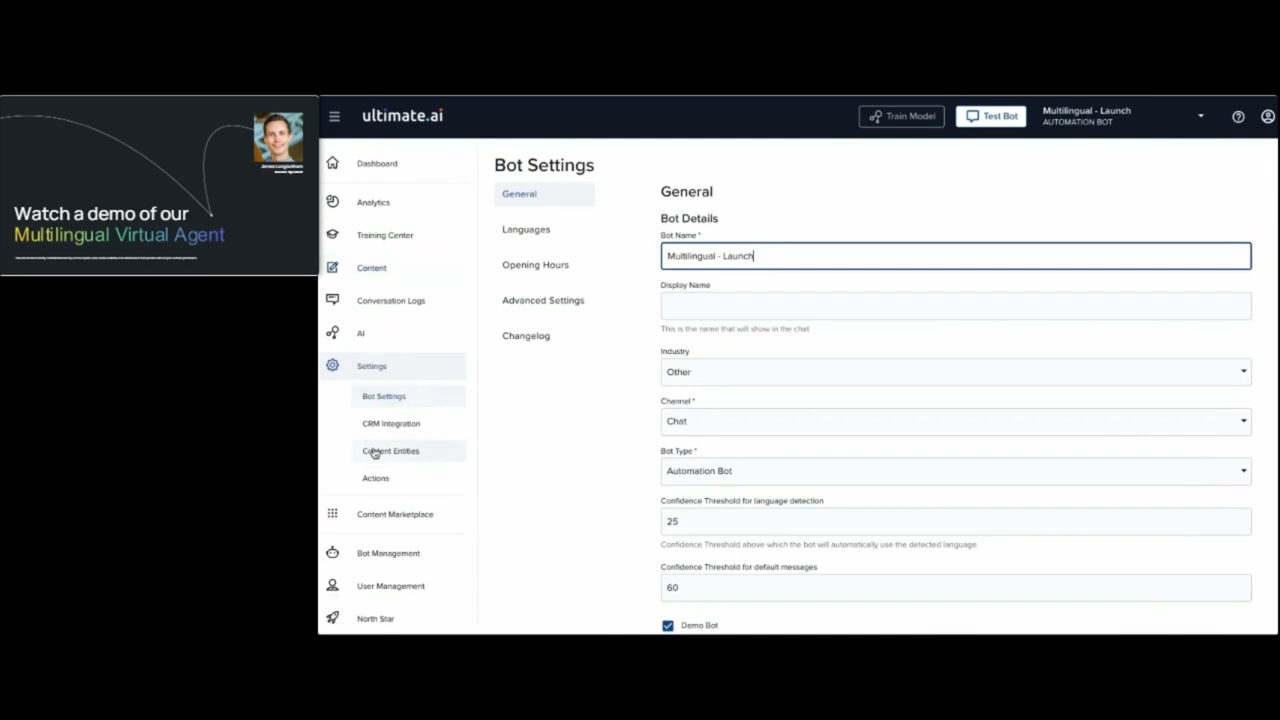 Watch a demo of our
Multilingual Virtual Agent
ultimate.ai
Train Model
Test Bot
Multilingual - Launch
AUTOMATION BOT
Dashboard
Analytics
Training Center
Content
Conversation Logs
AI
Settings
Bot Settings
CRM Integration
Content Entities
Actions
Content Marketplace
Bot Management
User Management
North Star
Bot Settings
General
Languages
Opening Hours
Advanced Settings
Changelog
General
Bot Details
Bot Name *
Multilingual - Launch
Display Name
This is the name that will show in the chat
Industry
Other
Channel *
Chat
Bot Type *
Automation Bot
Confidence Threshold for language detection
25
Confidence Threshold above which the bot will automatically use the detected language
Confidence Threshold for default messages
60
Demo Bot